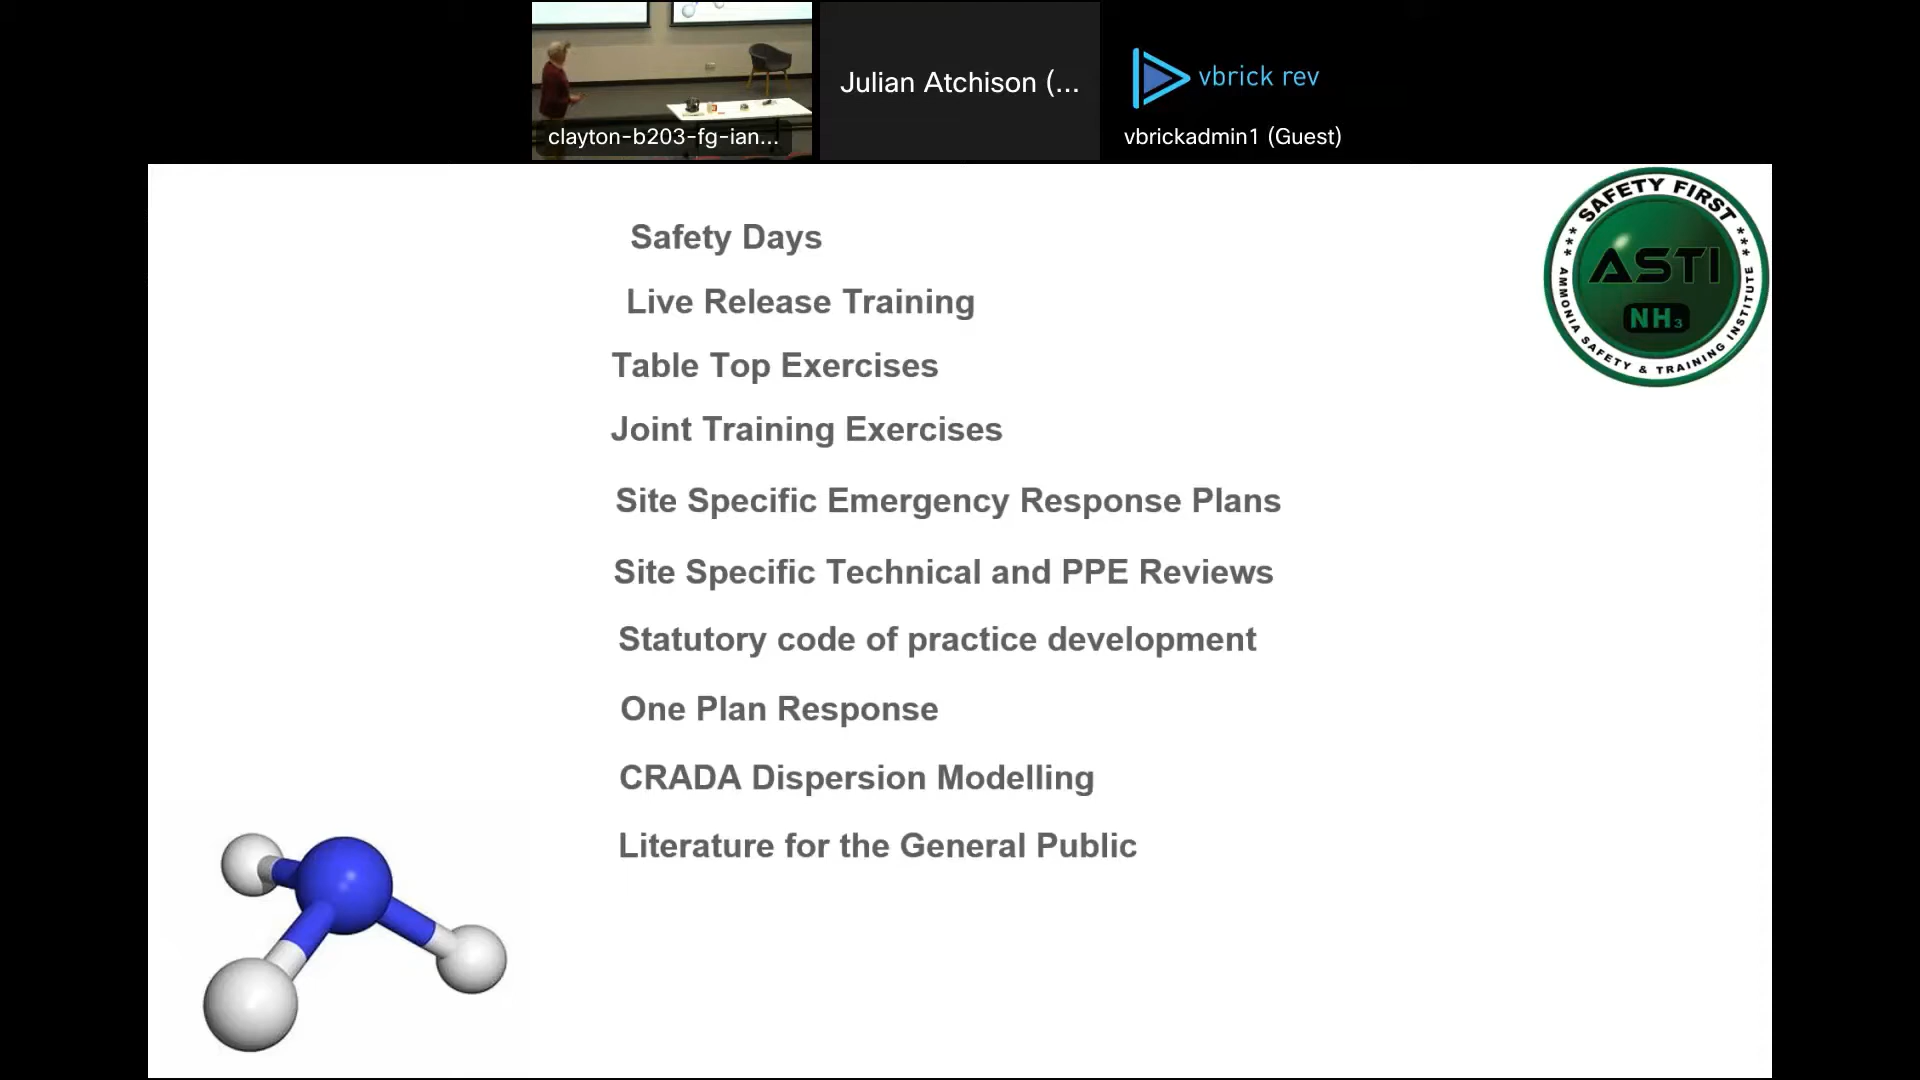 clayton-b203-fg-ian...
Julian Atchison (...
vbrick rev
vbrickadmin1 (Guest)
SAFETY FIRST
ASTI
NH₃
AMMONIA SAFETY & TRAINING INSTITUTE
Safety Days
Live Release Training
Table Top Exercises
Joint Training Exercises
Site Specific Emergency Response Plans
Site Specific Technical and PPE Reviews
Statutory code of practice development
One Plan Response
CRADA Dispersion Modelling
Literature for the General Public